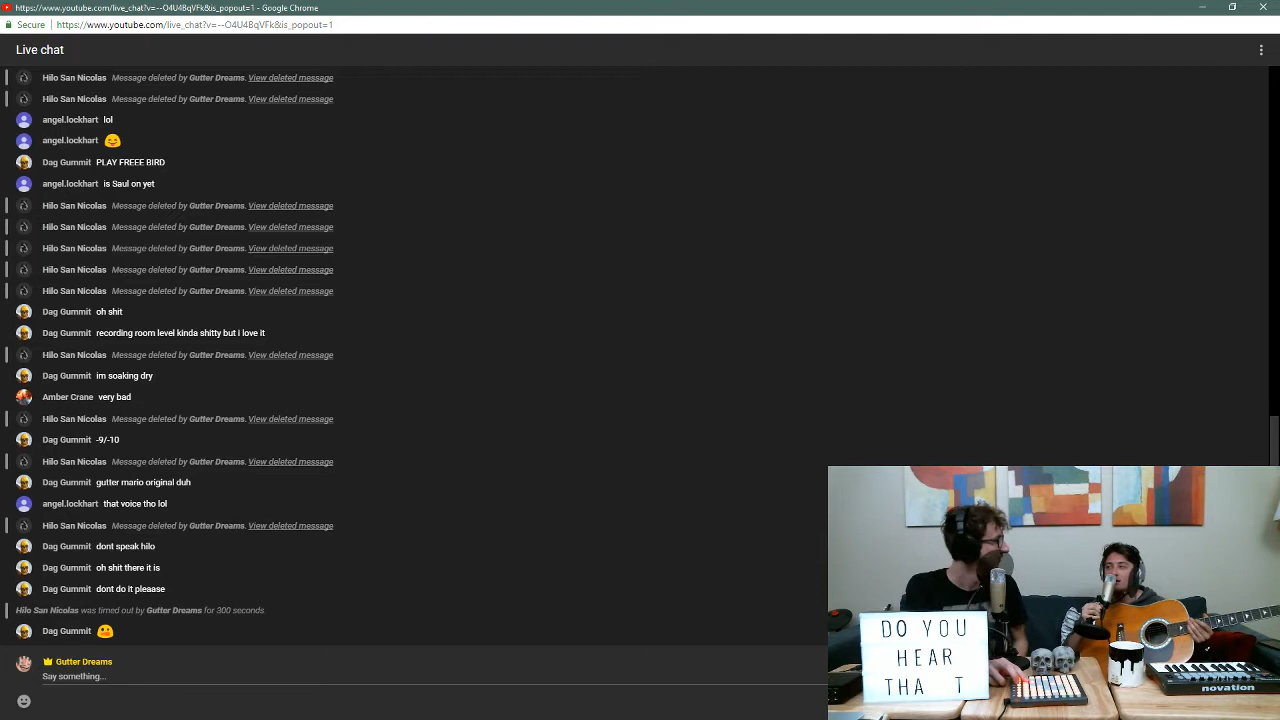 https://www.youtube.com/live_chat?v=--O4U4BqVFk&is_popout=1 - Google Chrome
Secure https://www.youtube.com/live_chat?v=--O4U4BqVFk&is_popout=1
Live chat
Hilo San Nicolas Message deleted by Gutter Dreams. View deleted message
Hilo San Nicolas Message deleted by Gutter Dreams. View deleted message
angel.lockhart lol
angel.lockhart
Dag Gummit PLAY FREEE BIRD
angel.lockhart is Saul on yet
Hilo San Nicolas Message deleted by Gutter Dreams. View deleted message
Hilo San Nicolas Message deleted by Gutter Dreams. View deleted message
Hilo San Nicolas Message deleted by Gutter Dreams. View deleted message
Hilo San Nicolas Message deleted by Gutter Dreams. View deleted message
Hilo San Nicolas Message deleted by Gutter Dreams. View deleted message
Dag Gummit oh shit
Dag Gummit recording room level kinda shitty but i love it
Hilo San Nicolas Message deleted by Gutter Dreams. View deleted message
Dag Gummit im soaking dry
Amber Crane very bad
Hilo San Nicolas Message deleted by Gutter Dreams. View deleted message
Dag Gummit -9/-10
Hilo San Nicolas Message deleted by Gutter Dreams. View deleted message
Dag Gummit gutter mario original duh
angel.lockhart that voice tho lol
Hilo San Nicolas Message deleted by Gutter Dreams. View deleted message
Dag Gummit dont speak hilo
Dag Gummit oh shit there it is
Dag Gummit dont do it pleaase
Hilo San Nicolas was timed out by Gutter Dreams for 300 seconds.
Dag Gummit
Gutter Dreams
Say something...
DO YOU
HEAR
THA T
novation